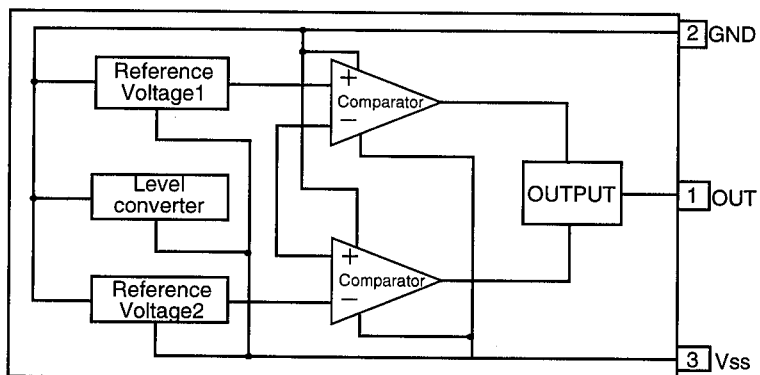 2 GND
Reference
Voltage1
+
Comparator
−
Level
converter
OUTPUT
1 OUT
+
Comparator
−
Reference
Voltage2
3 Vss